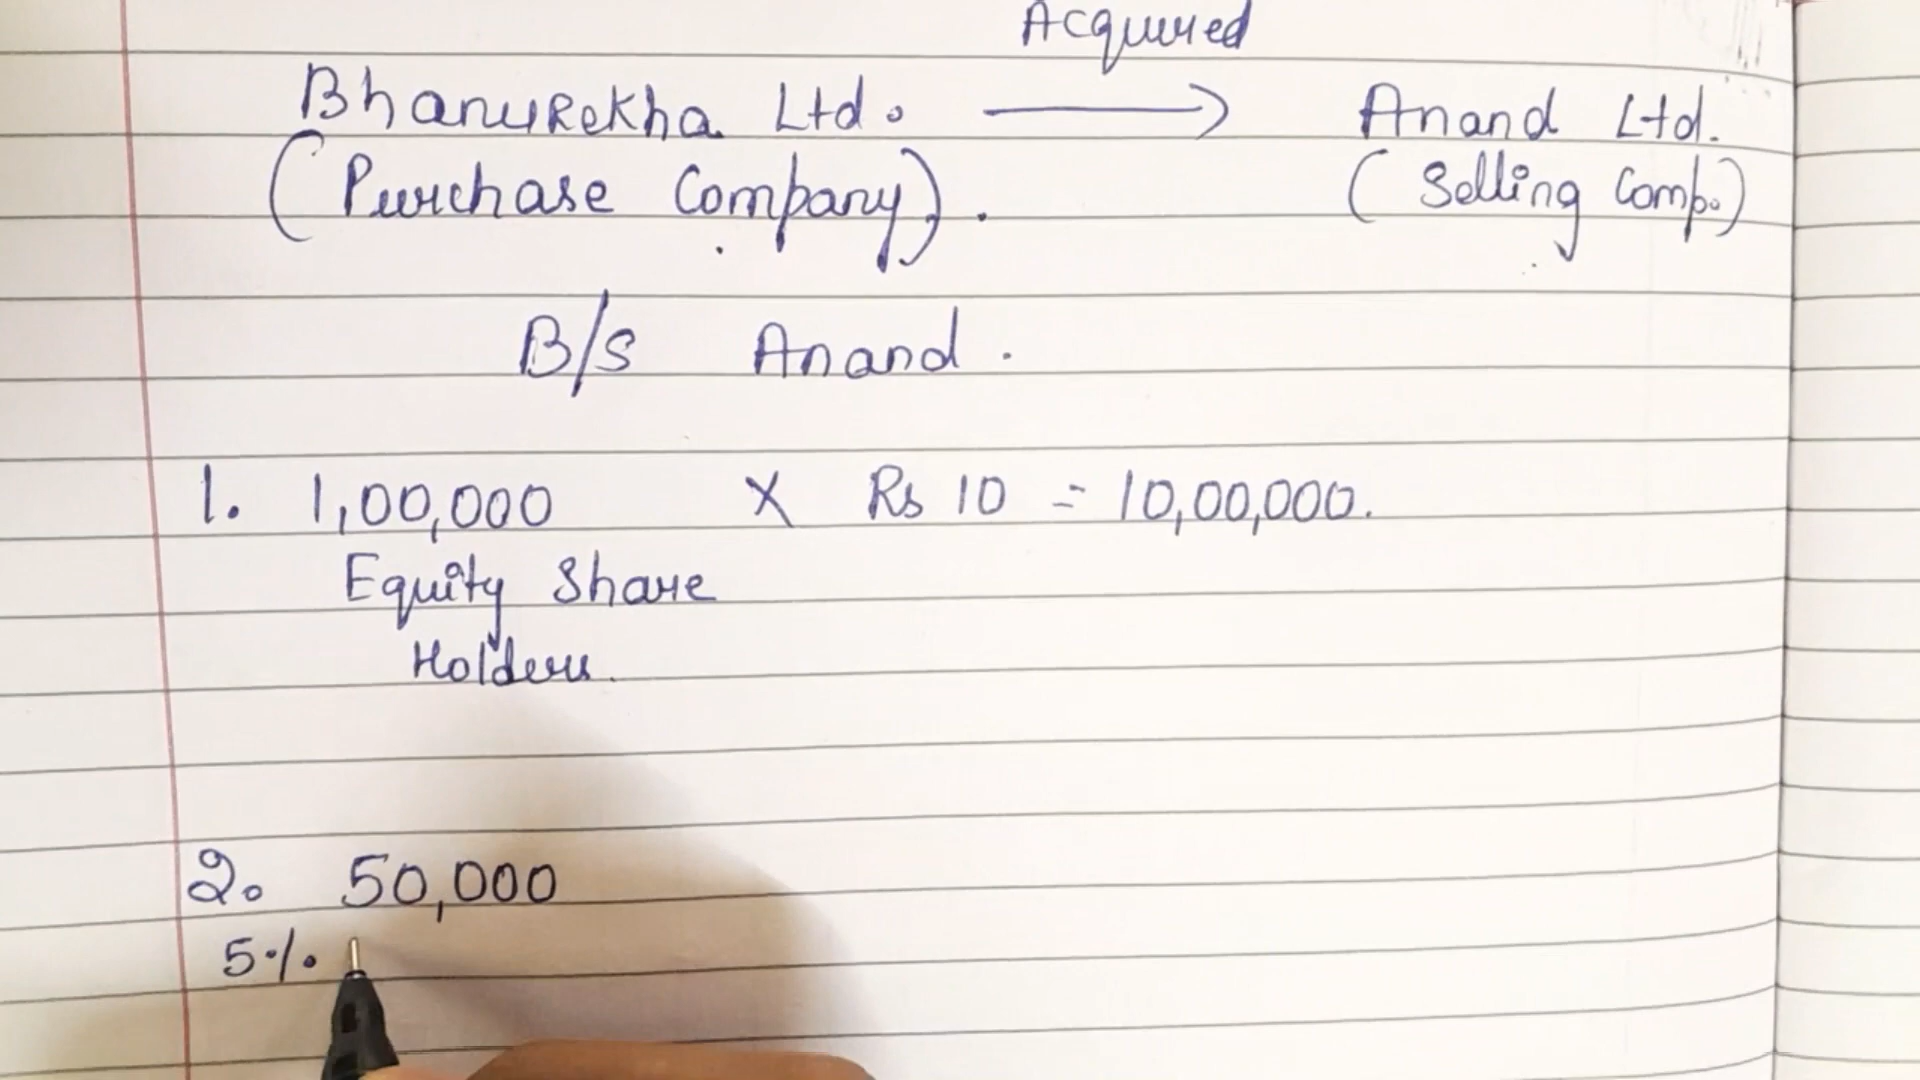 Acquired
Bhanurekha Ltd. → Anand Ltd.
(Purchase Company). (Selling Comp.)
B/S Anand.
1. 1,00,000 X Rs 10 = 10,00,000.
Equity Share
Holders.
2. 50,000
5%